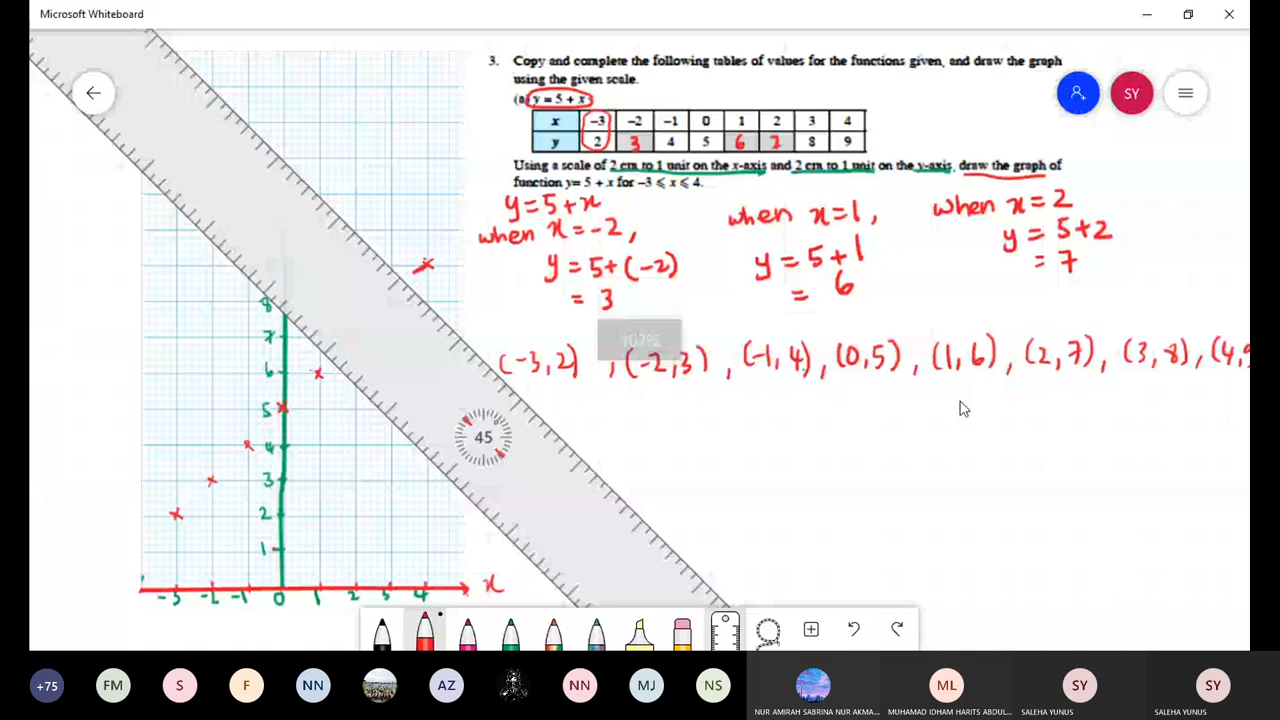 Microsoft Whiteboard
3. Copy and complete the following tables of values for the functions given, and draw the graph
using the given scale.
(a) y = 5 + x
x −3 −2 −1 0 1 2 3 4
y 2 3 4 5 6 7 8 9
Using a scale of 2 cm to 1 unit on the x-axis and 2 cm to 1 unit on the y-axis, draw the graph of
function y= 5 + x for −3 ⩽ x ⩽ 4.
y = 5 + x
when x = -2,
y = 5+(-2)
= 3
when x=1,
y = 5+1
= 6
when x = 2
y = 5+2
= 7
(-3,2) , (-2,3) , (-1,4), (0,5) , (1,6) , (2,7) , (3,8), (4,9
8
7
6
5
4
3
2
1
-3 -2 -1 0 1 2 3 4 x
45
107%
SY
+75 FM S F NN AZ NN MJ NS ML SY SY
NUR AMIRAH SABRINA NUR AKMA... MUHAMAD IDHAM HARITS ABDUL... SALEHA YUNUS SALEHA YUNUS